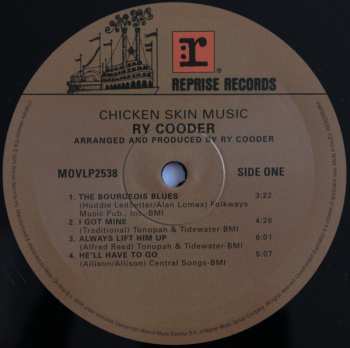 r
REPRISE RECORDS
CHICKEN SKIN MUSIC
RY COODER
ARRANGED AND PRODUCED BY RY COODER
MOVLP2538 SIDE ONE
1 THE BOURGEOIS BLUES 3:22
(Huddie Ledbetter/Alan Lomax) Folkways
Music Pub., Inc.-BMI
2 I GOT MINE 4:26
(Traditional) Tonopah & Tidewater-BMI
3 ALWAYS LIFT HIM UP 6:01
(Alfred Reed) Tonopah & Tidewater-BMI
4 HE'LL HAVE TO GO 5:07
(Allison/Allison) Central Songs-BMI